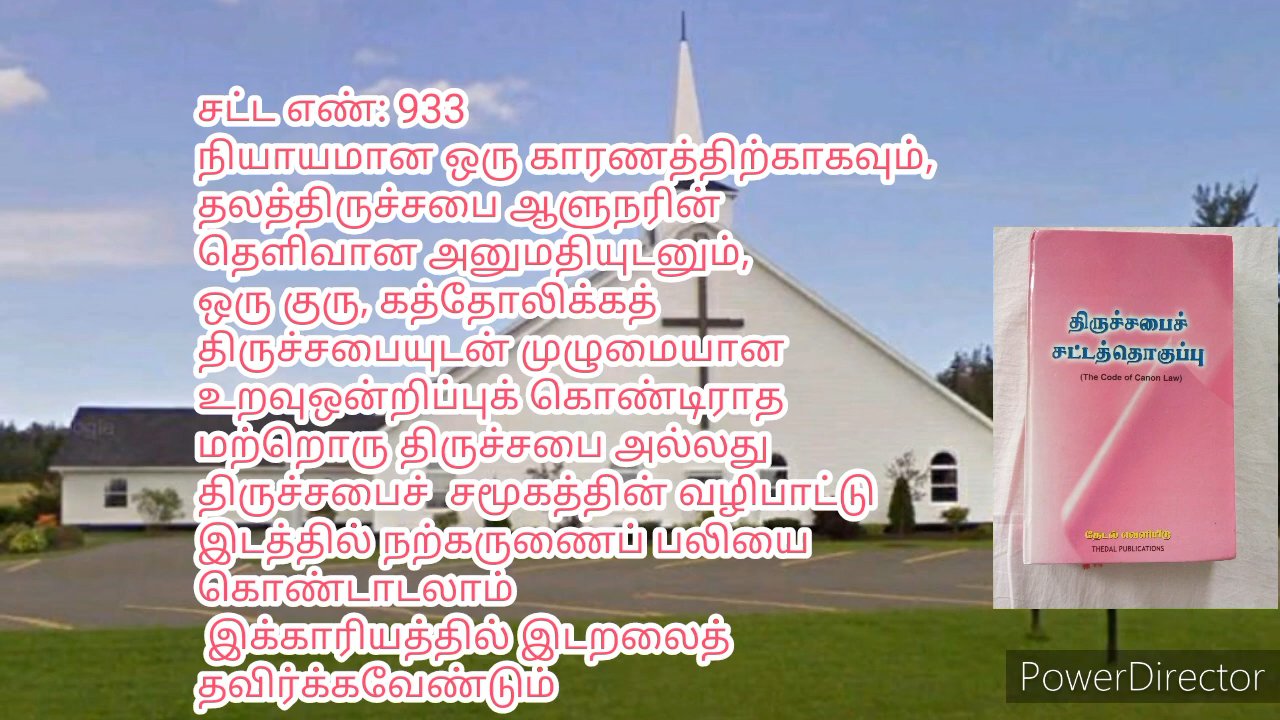 சட்ட எண்: 933
நியாயமான ஒரு காரணத்திற்காகவும்,
தலத்திருச்சபை ஆளுநரின்
தெளிவான அனுமதியுடனும்,
ஒரு குரு, கத்தோலிக்கத்
திருச்சபையுடன் முழுமையான
உறவுஒன்றிப்புக் கொண்டிராத
மற்றொரு திருச்சபை அல்லது
திருச்சபைச் சமூகத்தின் வழிபாட்டு
இடத்தில் நற்கருணைப் பலியை
கொண்டாடலாம்
இக்காரியத்தில் இடறலைத்
தவிர்க்கவேண்டும்
திருச்சபைச்
சட்டத்தொகுப்பு
(The Code of Canon Law)
தேடல் வெளியீடு
THEDAL PUBLICATIONS
PowerDirector